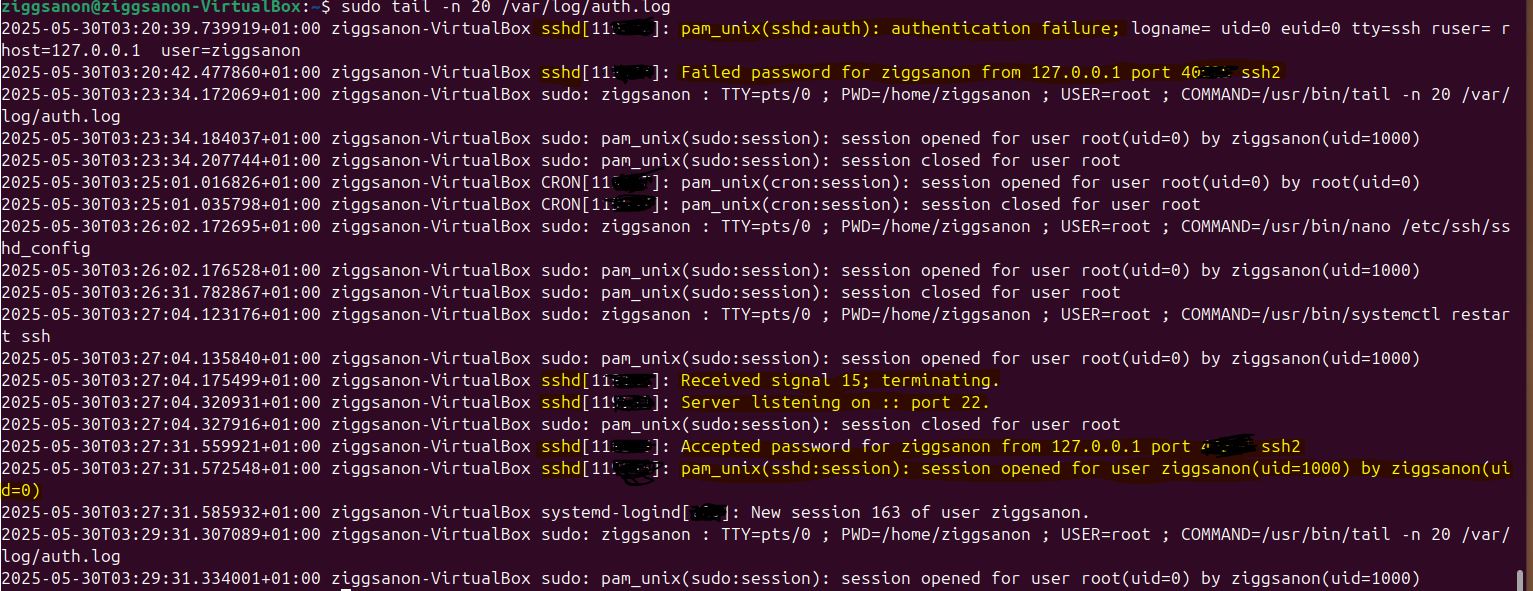 ziggsanon@ziggsanon-VirtualBox:~$ sudo tail -n 20 /var/log/auth.log
2025-05-30T03:20:39.739919+01:00 ziggsanon-VirtualBox sshd[11 ]: pam_unix(sshd:auth): authentication failure; logname= uid=0 euid=0 tty=ssh ruser= r
host=127.0.0.1  user=ziggsanon
2025-05-30T03:20:42.477860+01:00 ziggsanon-VirtualBox sshd[11 ]: Failed password for ziggsanon from 127.0.0.1 port 40 ssh2
2025-05-30T03:23:34.172069+01:00 ziggsanon-VirtualBox sudo: ziggsanon : TTY=pts/0 ; PWD=/home/ziggsanon ; USER=root ; COMMAND=/usr/bin/tail -n 20 /var/
log/auth.log
2025-05-30T03:23:34.184037+01:00 ziggsanon-VirtualBox sudo: pam_unix(sudo:session): session opened for user root(uid=0) by ziggsanon(uid=1000)
2025-05-30T03:23:34.207744+01:00 ziggsanon-VirtualBox sudo: pam_unix(sudo:session): session closed for user root
2025-05-30T03:25:01.016826+01:00 ziggsanon-VirtualBox CRON[11 ]: pam_unix(cron:session): session opened for user root(uid=0) by root(uid=0)
2025-05-30T03:25:01.035798+01:00 ziggsanon-VirtualBox CRON[11 ]: pam_unix(cron:session): session closed for user root
2025-05-30T03:26:02.172695+01:00 ziggsanon-VirtualBox sudo: ziggsanon : TTY=pts/0 ; PWD=/home/ziggsanon ; USER=root ; COMMAND=/usr/bin/nano /etc/ssh/ss
hd_config
2025-05-30T03:26:02.176528+01:00 ziggsanon-VirtualBox sudo: pam_unix(sudo:session): session opened for user root(uid=0) by ziggsanon(uid=1000)
2025-05-30T03:26:31.782867+01:00 ziggsanon-VirtualBox sudo: pam_unix(sudo:session): session closed for user root
2025-05-30T03:27:04.123176+01:00 ziggsanon-VirtualBox sudo: ziggsanon : TTY=pts/0 ; PWD=/home/ziggsanon ; USER=root ; COMMAND=/usr/bin/systemctl restar
t ssh
2025-05-30T03:27:04.135840+01:00 ziggsanon-VirtualBox sudo: pam_unix(sudo:session): session opened for user root(uid=0) by ziggsanon(uid=1000)
2025-05-30T03:27:04.175499+01:00 ziggsanon-VirtualBox sshd[11 ]: Received signal 15; terminating.
2025-05-30T03:27:04.320931+01:00 ziggsanon-VirtualBox sshd[119 ]: Server listening on :: port 22.
2025-05-30T03:27:04.327916+01:00 ziggsanon-VirtualBox sudo: pam_unix(sudo:session): session closed for user root
2025-05-30T03:27:31.559921+01:00 ziggsanon-VirtualBox sshd[11 ]: Accepted password for ziggsanon from 127.0.0.1 port ssh2
2025-05-30T03:27:31.572548+01:00 ziggsanon-VirtualBox sshd[11 ]: pam_unix(sshd:session): session opened for user ziggsanon(uid=1000) by ziggsanon(ui
d=0)
2025-05-30T03:27:31.585932+01:00 ziggsanon-VirtualBox systemd-logind[ ]: New session 163 of user ziggsanon.
2025-05-30T03:29:31.307089+01:00 ziggsanon-VirtualBox sudo: ziggsanon : TTY=pts/0 ; PWD=/home/ziggsanon ; USER=root ; COMMAND=/usr/bin/tail -n 20 /var/
log/auth.log
2025-05-30T03:29:31.334001+01:00 ziggsanon-VirtualBox sudo: pam_unix(sudo:session): session opened for user root(uid=0) by ziggsanon(uid=1000)